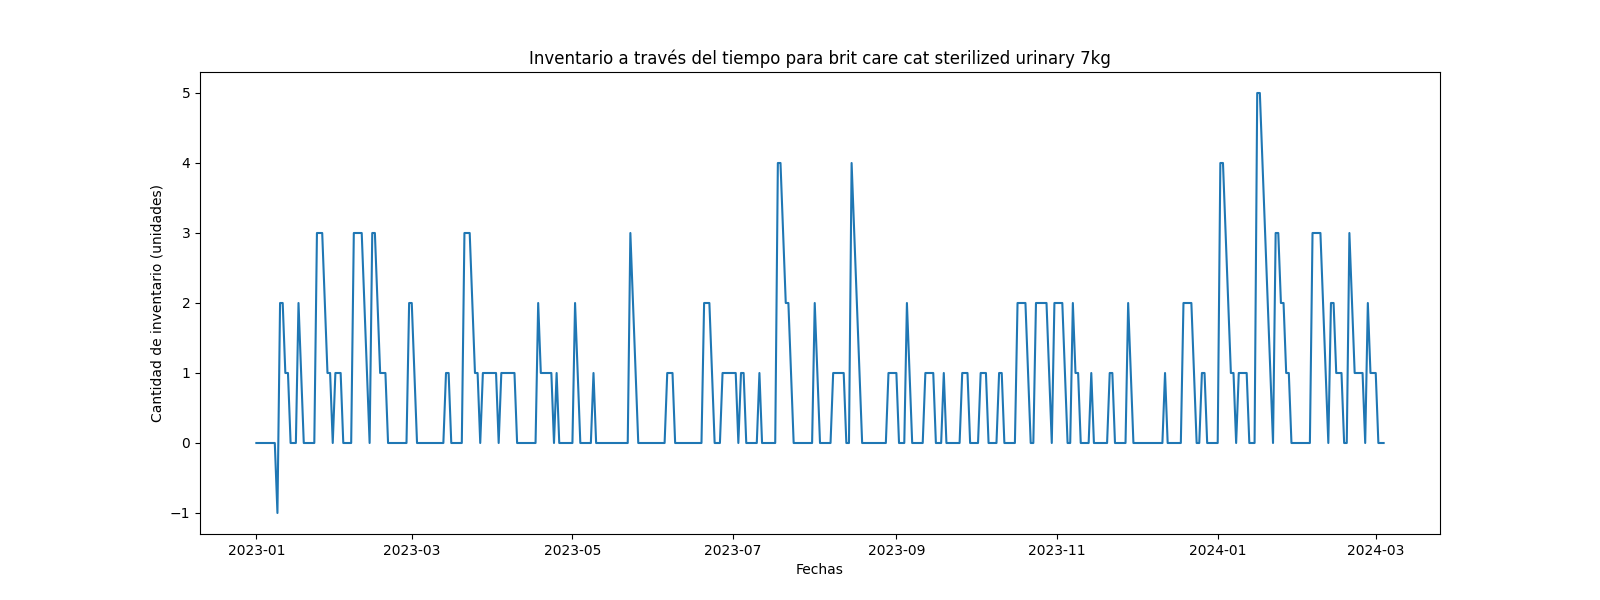 Inventario a través del tiempo para brit care cat sterilized urinary 7kg
Cantidad de inventario (unidades)
5
4
3
2
1
0
−1
2023-01 2023-03 2023-05 2023-07 2023-09 2023-11 2024-01 2024-03
Fechas